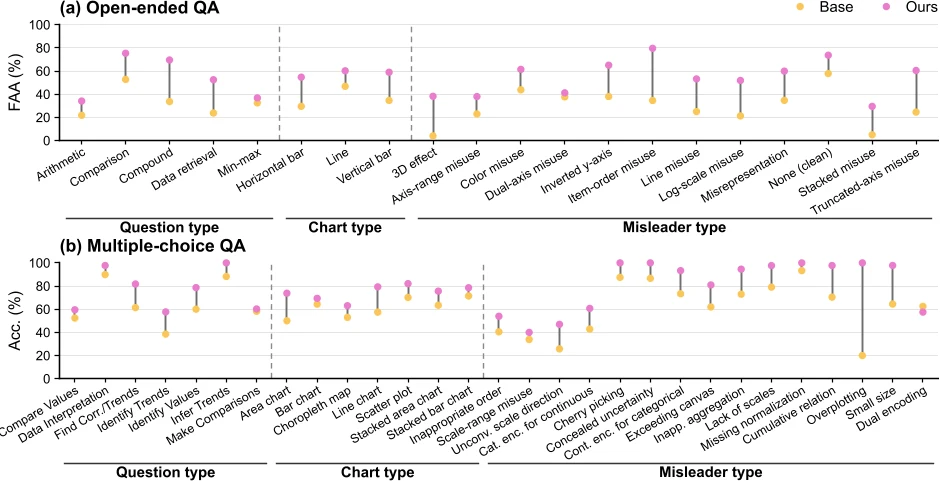 (a) Open-ended QA
Base
Ours
FAA (%)
100
80
60
40
20
0
Arithmetic
Comparison
Compound
Data retrieval
Min-max
Horizontal bar
Line
Vertical bar
3D effect
Axis-range misuse
Color misuse
Dual-axis misuse
Inverted y-axis
Item-order misuse
Line misuse
Log-scale misuse
Misrepresentation
None (clean)
Stacked misuse
Truncated-axis misuse
Question type
Chart type
Misleader type
(b) Multiple-choice QA
Acc. (%)
100
80
60
40
20
0
Compare Values
Data Interpretation
Find Corr./Trends
Identify Trends
Identify Values
Infer Trends
Make Comparisons
Area chart
Bar chart
Choropleth map
Line chart
Scatter plot
Stacked area chart
Stacked bar chart
Inappropriate order
Scale-range misuse
Unconv. scale direction
Cat. enc. for continuous
Cherry picking
Concealed uncertainty
Cont. enc. for categorical
Exceeding canvas
Inapp. aggregation
Lack of scales
Missing normalization
Cumulative relation
Overplotting
Small size
Dual encoding
Question type
Chart type
Misleader type